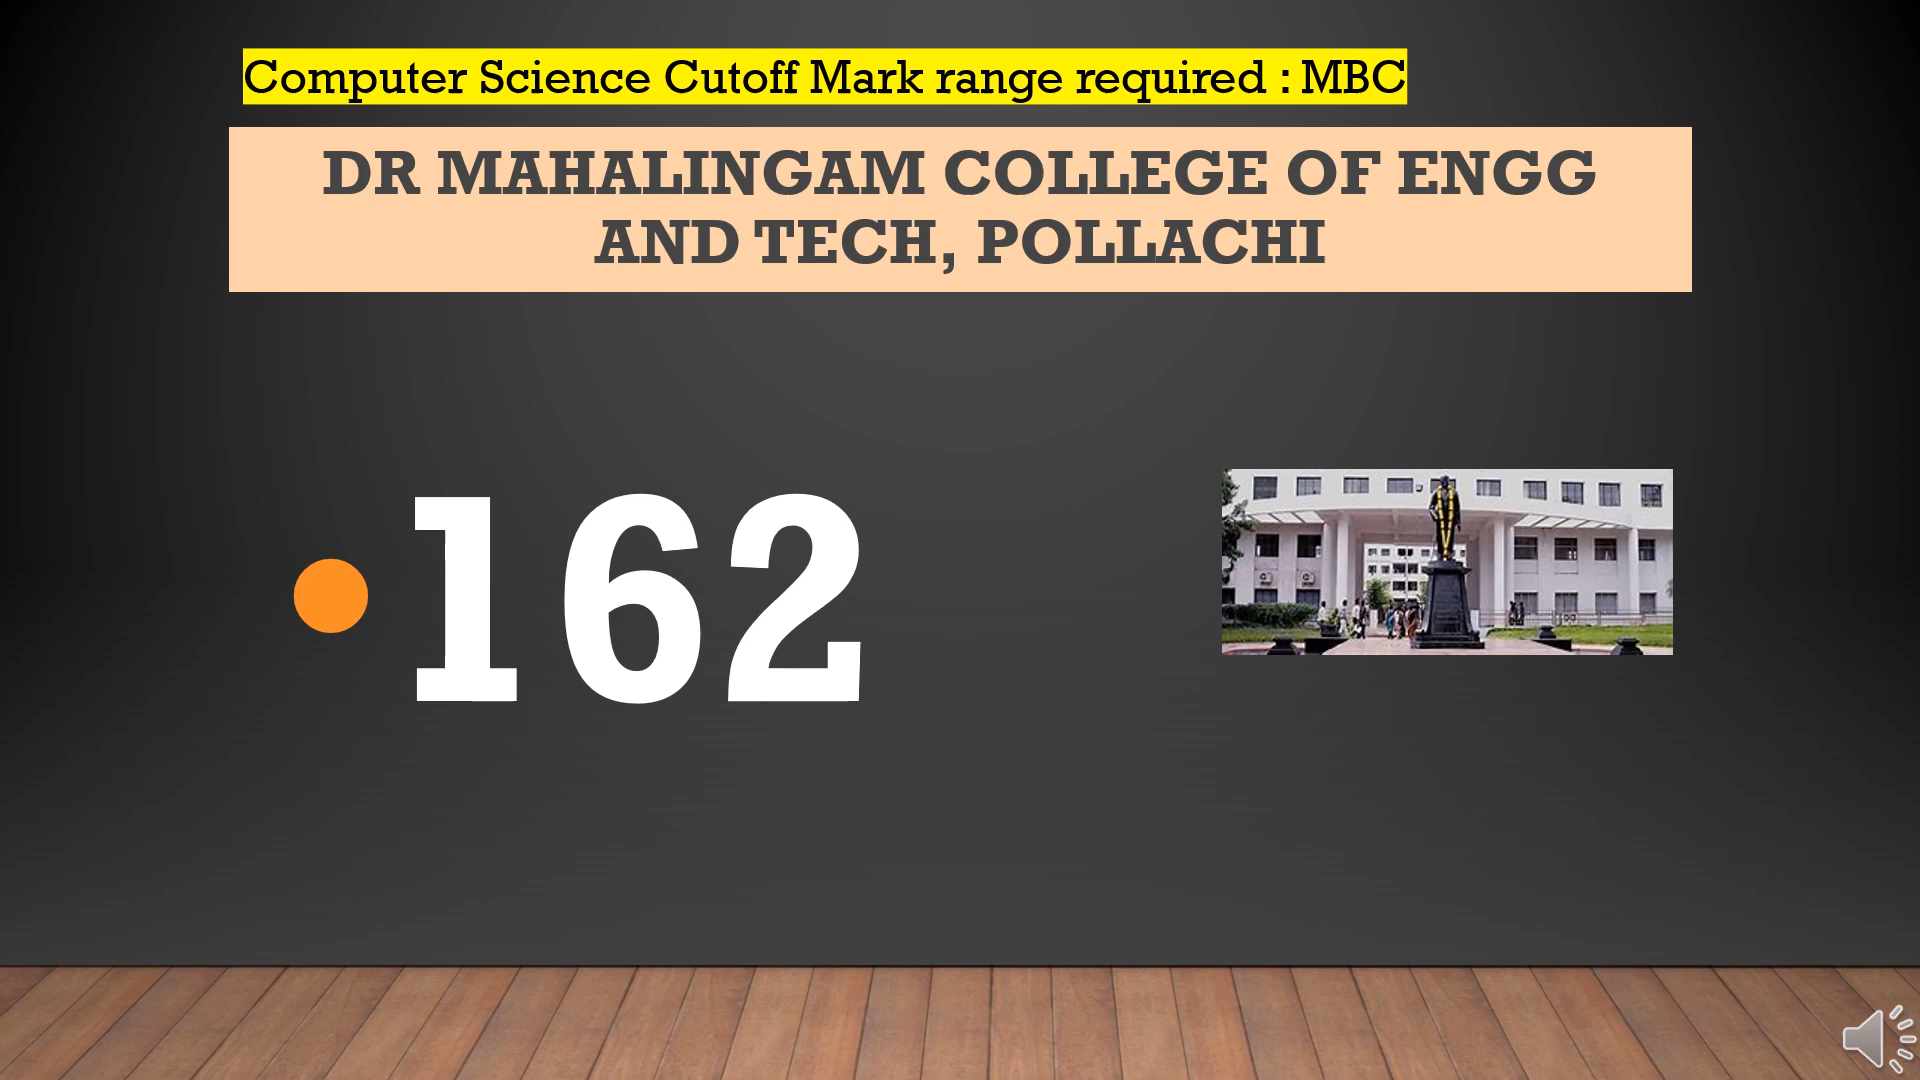 Computer Science Cutoff Mark range required : MBC
DR MAHALINGAM COLLEGE OF ENGG
AND TECH, POLLACHI
162